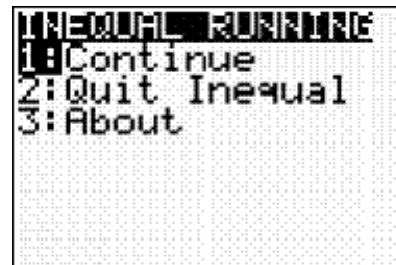 INEQUAL RUNNING
1:Continue
2:Quit Inequal
3:About